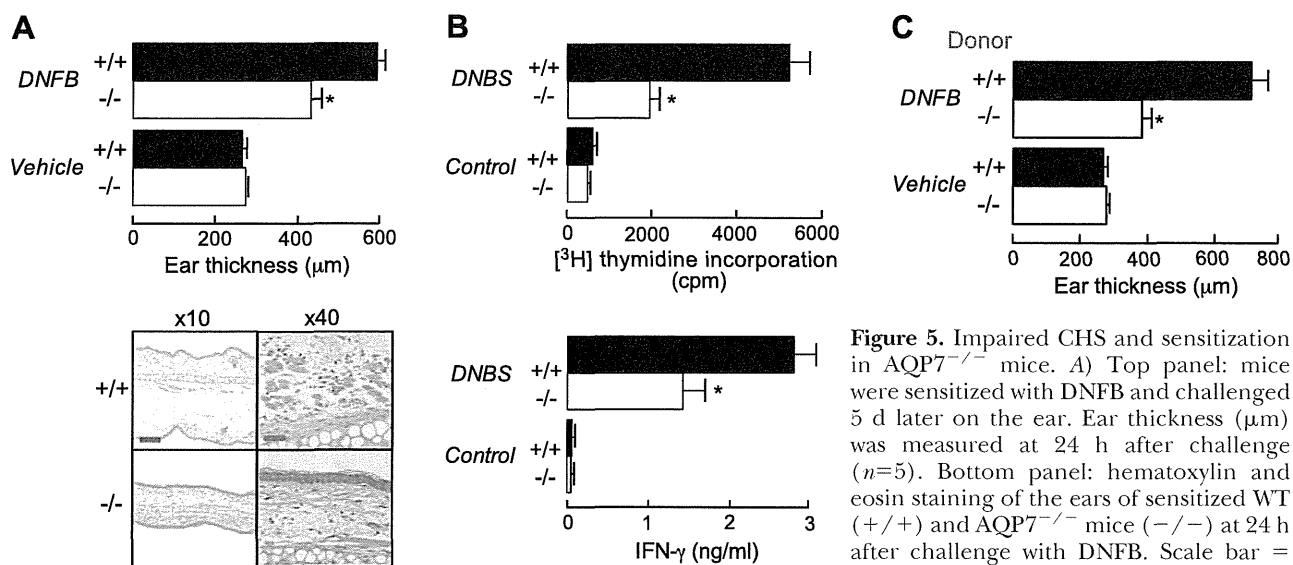 A
DNFB
+/+
-/-
*
Vehicle
+/+
-/-
0 200 400 600
Ear thickness (μm)
x10 x40
+/+
-/-
B
DNBS
+/+
-/-
*
Control
+/+
-/-
0 2000 4000 6000
[³H] thymidine incorporation
(cpm)
DNBS
+/+
-/-
*
Control
+/+
-/-
0 1 2 3
IFN-γ (ng/ml)
C
Donor
DNFB
+/+
-/-
*
Vehicle
+/+
-/-
0 200 400 600 800
Ear thickness (μm)
Figure 5. Impaired CHS and sensitization
in AQP7⁻/⁻ mice. A) Top panel: mice
were sensitized with DNFB and challenged
5 d later on the ear. Ear thickness (μm)
was measured at 24 h after challenge
(n=5). Bottom panel: hematoxylin and
eosin staining of the ears of sensitized WT
(+/+) and AQP7⁻/⁻ mice (−/−) at 24 h
after challenge with DNFB. Scale bar =